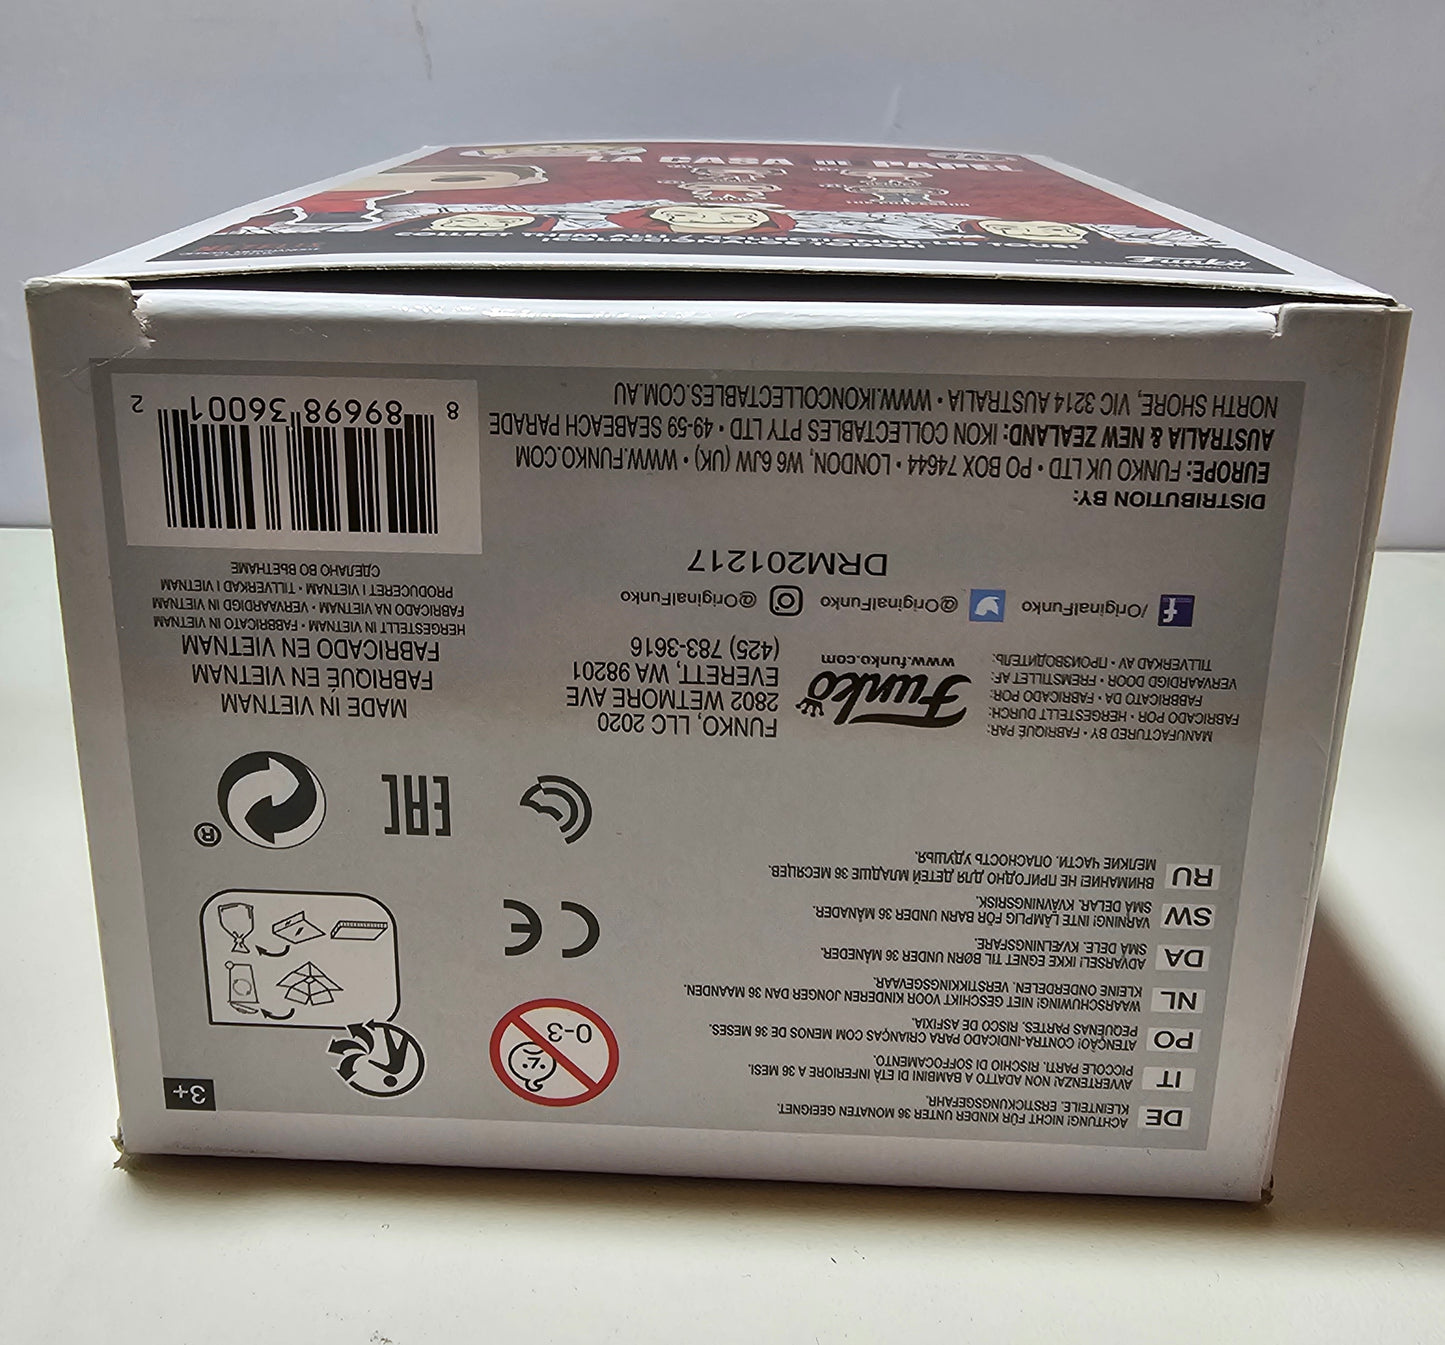 DE
ACHTUNG! NICHT FÜR KINDER UNTER 36 MONATEN GEEIGNET.
KLEINTEILE. ERSTICKUNGSGEFAHR.
IT
AVVERTENZA! NON ADATTO A BAMBINI DI ETÀ INFERIORE A 36 MESI.
PICCOLE PARTI. RISCHIO DI SOFFOCAMENTO.
PO
ATENÇÃO! CONTRA-INDICADO PARA CRIANÇAS COM MENOS DE 36 MESES.
PEQUENAS PARTES. RISCO DE ASFIXIA.
NL
WAARSCHUWING! NIET GESCHIKT VOOR KINDEREN JONGER DAN 36 MAANDEN.
KLEINE ONDERDELEN. VERSTIKKINGSGEVAAR.
DA
ADVARSEL! IKKE EGNET TIL BØRN UNDER 36 MÅNEDER.
SMÅ DELE. KVÆLNINGSFARE.
SW
VARNING! INTE LÄMPLIG FÖR BARN UNDER 36 MÅNADER.
SMÅ DELAR. KVÄVNINGSRISK.
RU
ВНИМАНИЕ! НЕ ПРИГОДНО ДЛЯ ДЕТЕЙ МЛАДШЕ 36 МЕСЯЦЕВ.
МЕЛКИЕ ЧАСТИ. ОПАСНОСТЬ УДУШЬЯ.
0-3
3+
CE
EAC
®
MANUFACTURED BY • FABRIQUÉ PAR:
FABRICADO POR • HERGESTELLT DURCH:
FABBRICATO DA • FABRICADO POR:
VERVAARDIGD DOOR • FREMSTILLET AF:
TILLVERKAD AV • ПРОИЗВОДИТЕЛЬ:
Funko
www.funko.com
FUNKO, LLC 2020
2802 WETMORE AVE
EVERETT, WA 98201
(425) 783-3616
MADE IN VIETNAM
FABRIQUÉ EN VIETNAM
FABRICADO EN VIETNAM
HERGESTELLT IN VIETNAM • FABBRICATO IN VIETNAM
FABRICADO NA VIETNAM • VERVAARDIGD IN VIETNAM
PRODUCERET I VIETNAM • TILLVERKAD I VIETNAM
СДЕЛАНО ВО ВЬЕТНАМЕ
/OriginalFunko
@OriginalFunko
@OriginalFunko
DRM201217
DISTRIBUTION BY:
EUROPE: FUNKO UK LTD • PO BOX 74644 • LONDON, W6 6JW (UK) • WWW.FUNKO.COM
AUSTRALIA & NEW ZEALAND: IKON COLLECTABLES PTY LTD • 49-59 SEABEACH PARADE
NORTH SHORE, VIC 3214 AUSTRALIA • WWW.IKONCOLLECTABLES.COM.AU
8 89698 36001 2
LA CASA DE PAPEL
NETFLIX
Funko